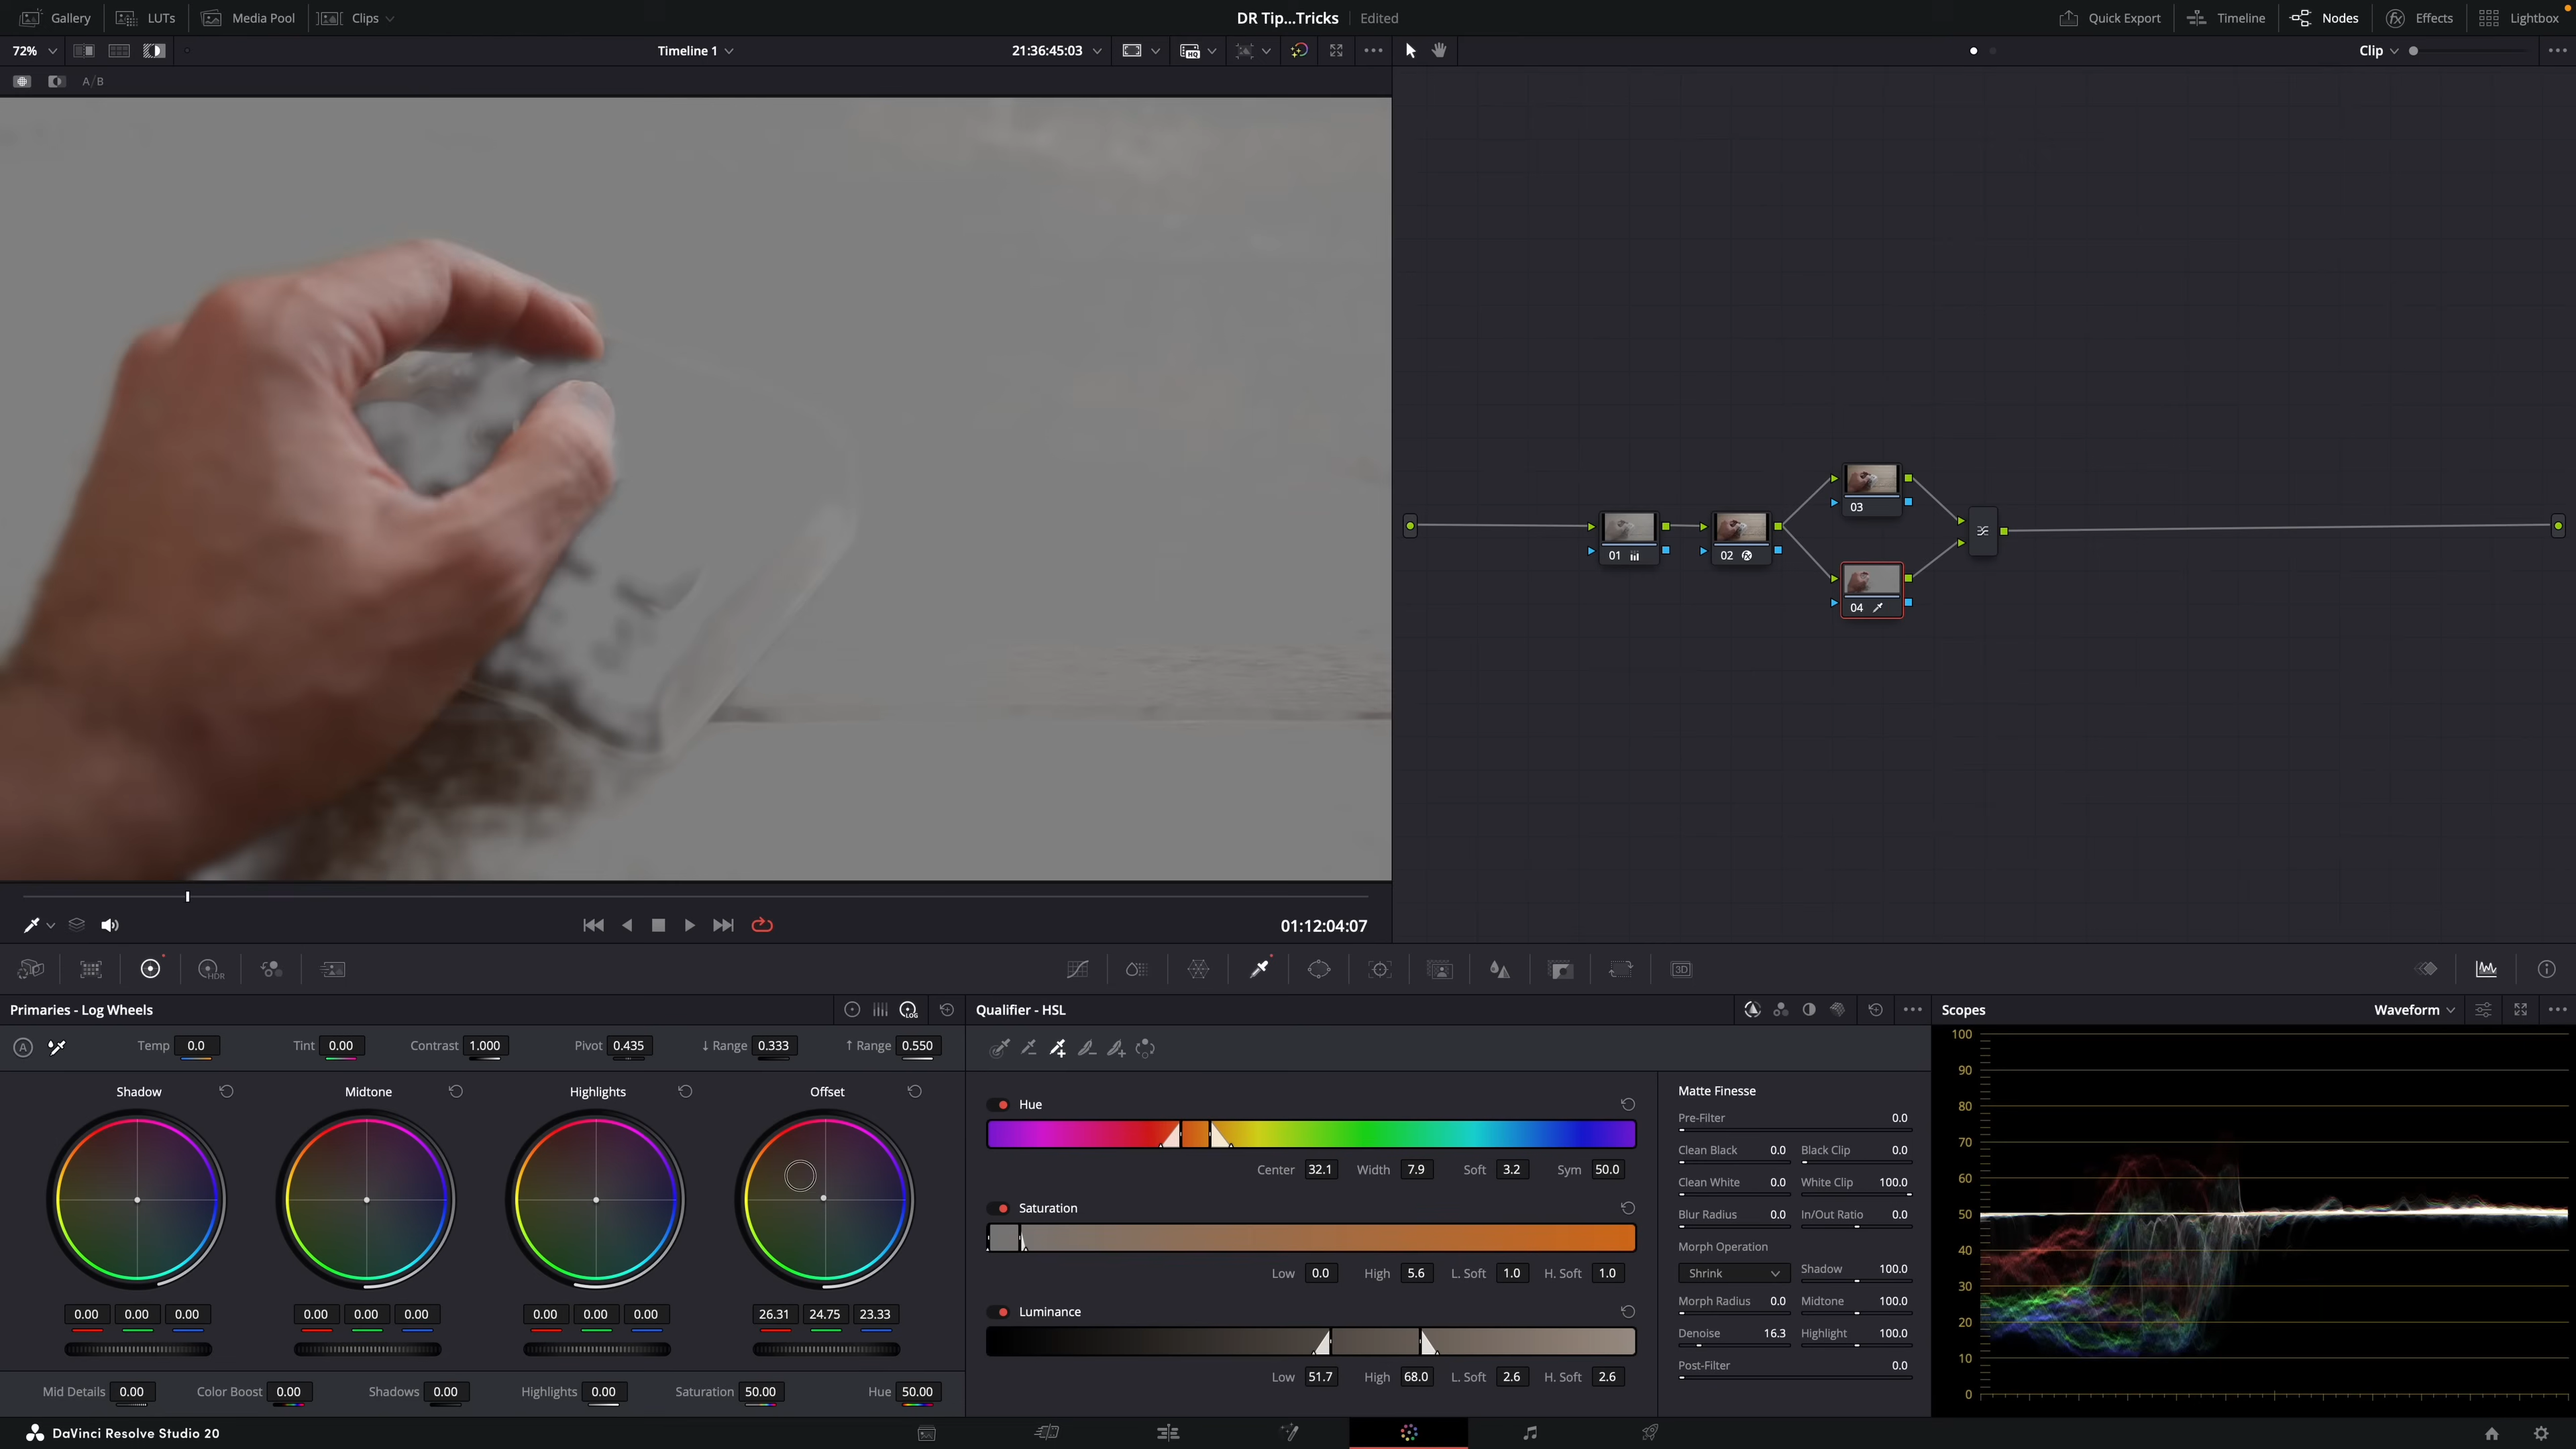 Gallery LUTs Media Pool Clips DR Tip...Tricks Edited Quick Export Timeline Nodes Effects Lightbox
72% Timeline 1 21:36:45:03 Clip
A/B
03
01 02
04
01:12:04:07
HDR 3D
Primaries - Log Wheels LOG Qualifier - HSL Scopes Waveform
A Temp 0.0 Tint 0.00 Contrast 1.000 Pivot 0.435 ↓ Range 0.333 ↑ Range 0.550
Shadow Midtone Highlights Offset
0.00 0.00 0.00 0.00 0.00 0.00 0.00 0.00 0.00 26.31 24.75 23.33
Mid Details 0.00 Color Boost 0.00 Shadows 0.00 Highlights 0.00 Saturation 50.00 Hue 50.00
Hue
Center 32.1 Width 7.9 Soft 3.2 Sym 50.0
Saturation
Low 0.0 High 5.6 L. Soft 1.0 H. Soft 1.0
Luminance
Low 51.7 High 68.0 L. Soft 2.6 H. Soft 2.6
Matte Finesse
Pre-Filter 0.0
Clean Black 0.0 Black Clip 0.0
Clean White 0.0 White Clip 100.0
Blur Radius 0.0 In/Out Ratio 0.0
Morph Operation
Shrink Shadow 100.0
Morph Radius 0.0 Midtone 100.0
Denoise 16.3 Highlight 100.0
Post-Filter 0.0
100
90
80
70
60
50
40
30
20
10
0
DaVinci Resolve Studio 20